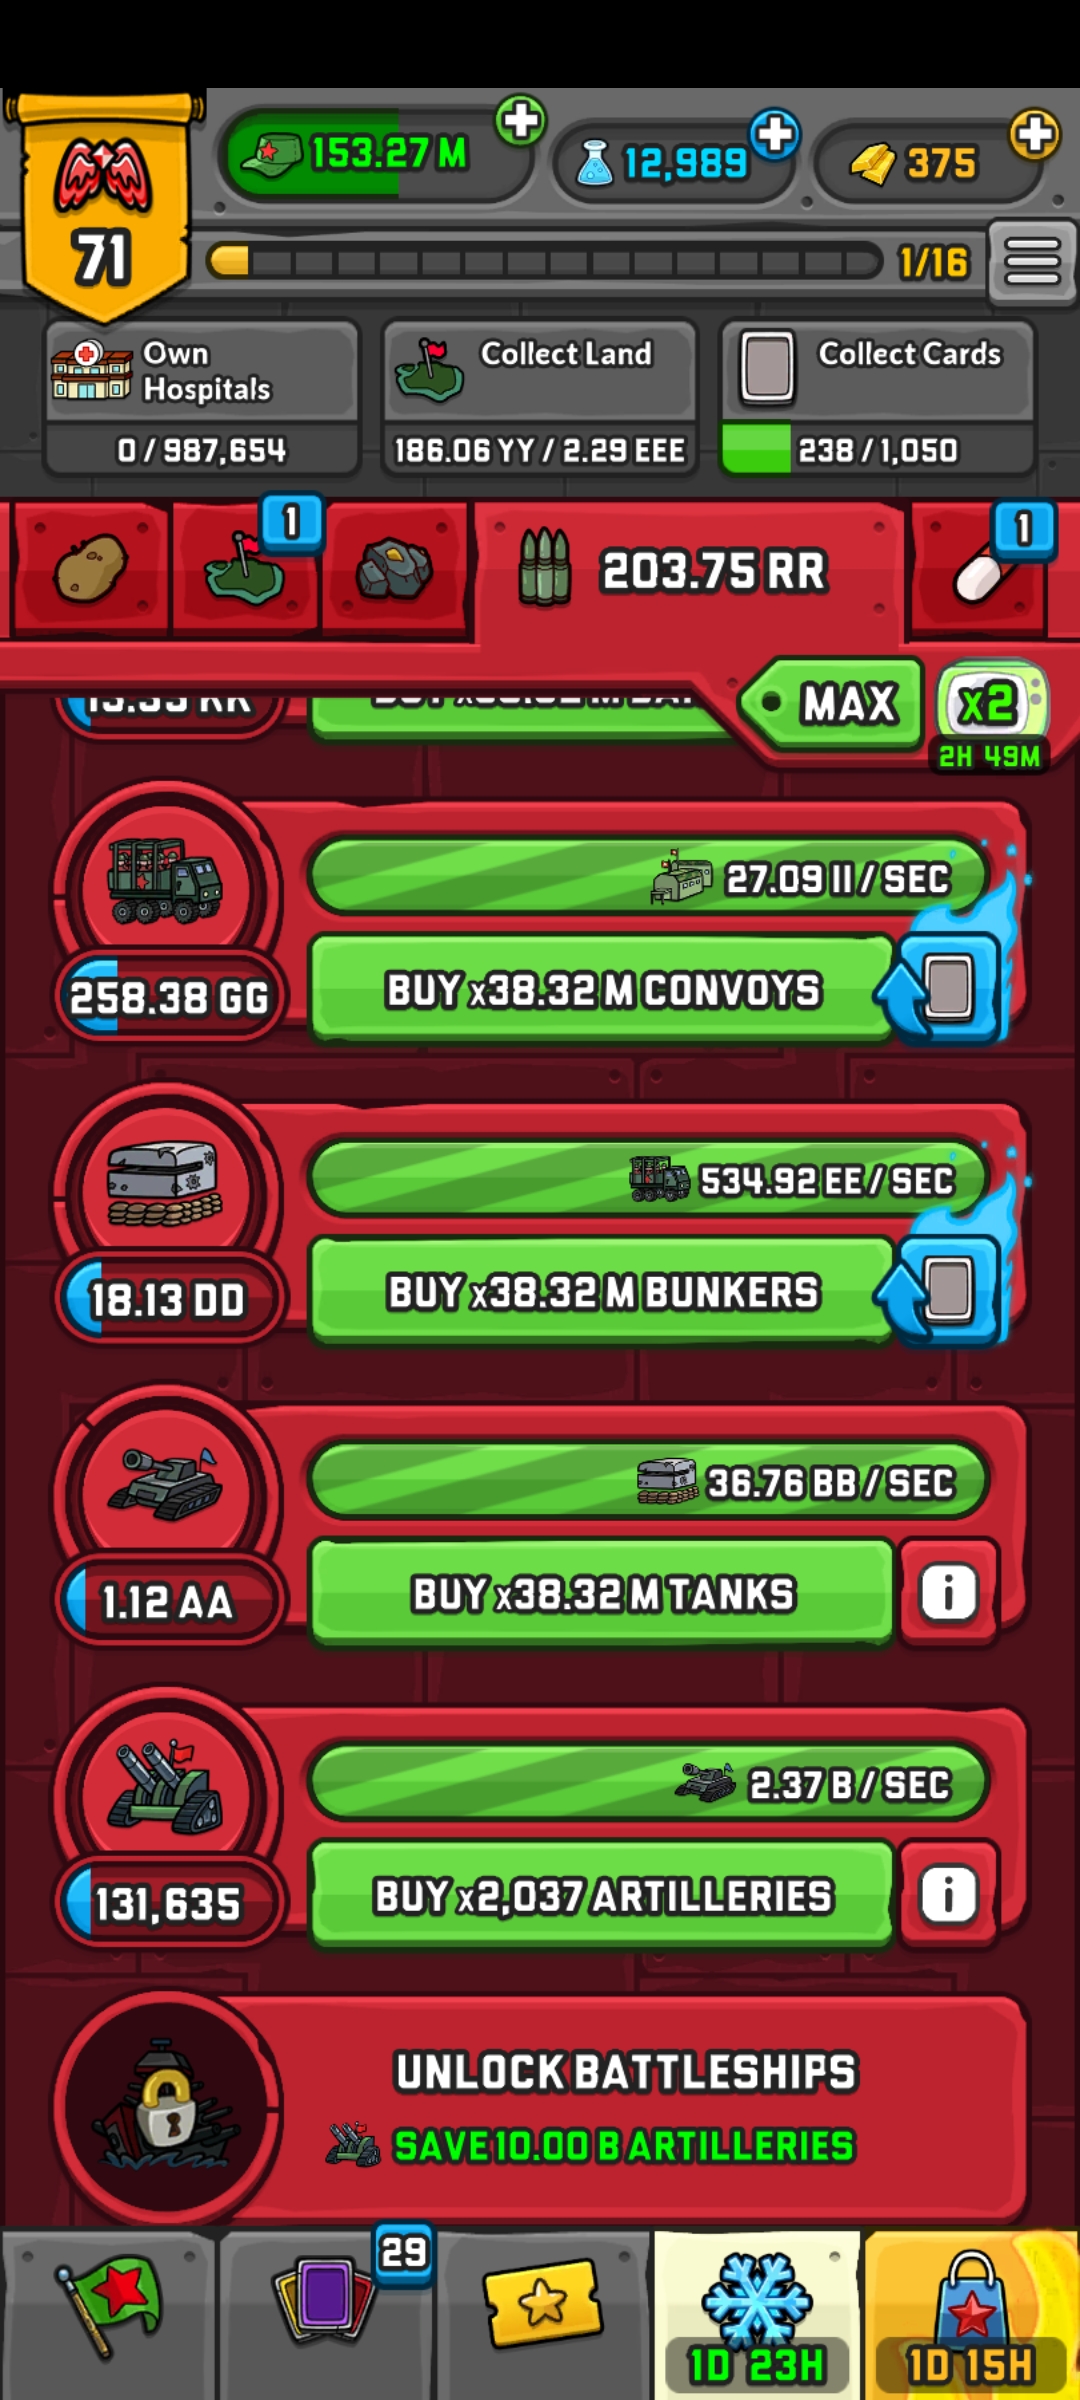 153.27 M
12,989
375
71
1/16
Own
Hospitals
0 / 987,654
Collect Land
186.06 YY / 2.29 EEE
Collect Cards
238 / 1,050
1
203.75 RR
1
MAX
x2
2H 49M
27.09 II / SEC
258.38 GG
BUY x38.32 M CONVOYS
534.92 EE / SEC
18.13 DD
BUY x38.32 M BUNKERS
36.76 BB / SEC
1.12 AA
BUY x38.32 M TANKS
i
2.37 B / SEC
131,635
BUY x2,037 ARTILLERIES
i
UNLOCK BATTLESHIPS
SAVE 10.00 B ARTILLERIES
29
1D 23H
1D 15H